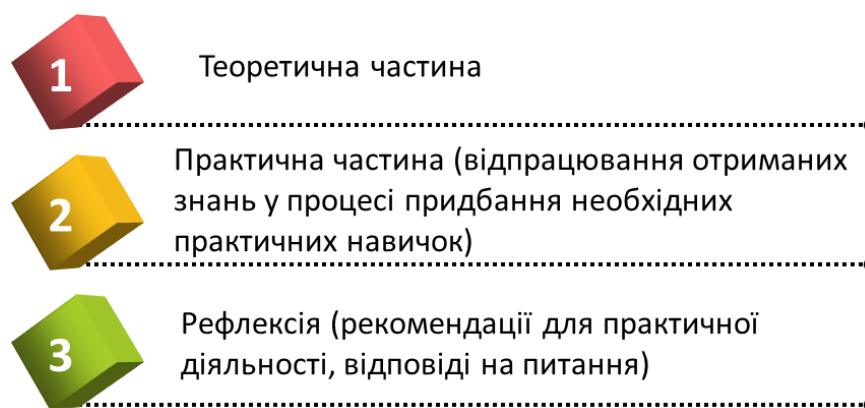 1
Теоретична частина
2
Практична частина (відпрацювання отриманих
знань у процесі придбання необхідних
практичних навичок)
3
Рефлексія (рекомендації для практичної
діяльності, відповіді на питання)